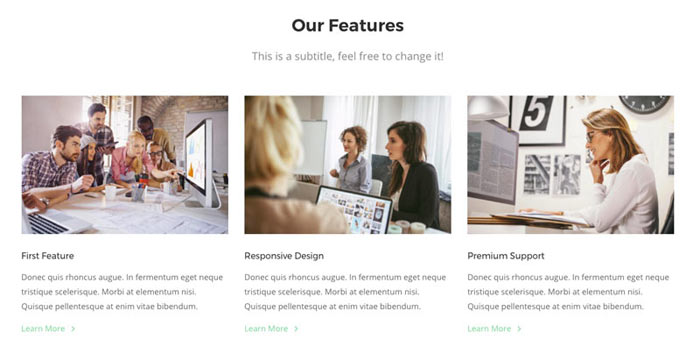 Our Features
This is a subtitle, feel free to change it!
5
First Feature
Donec quis rhoncus augue. In fermentum eget neque
tristique scelerisque. Morbi at elementum nisi.
Quisque pellentesque at enim vitae bibendum.
Learn More >
Responsive Design
Donec quis rhoncus augue. In fermentum eget neque
tristique scelerisque. Morbi at elementum nisi.
Quisque pellentesque at enim vitae bibendum.
Learn More >
Premium Support
Donec quis rhoncus augue. In fermentum eget neque
tristique scelerisque. Morbi at elementum nisi.
Quisque pellentesque at enim vitae bibendum.
Learn More >